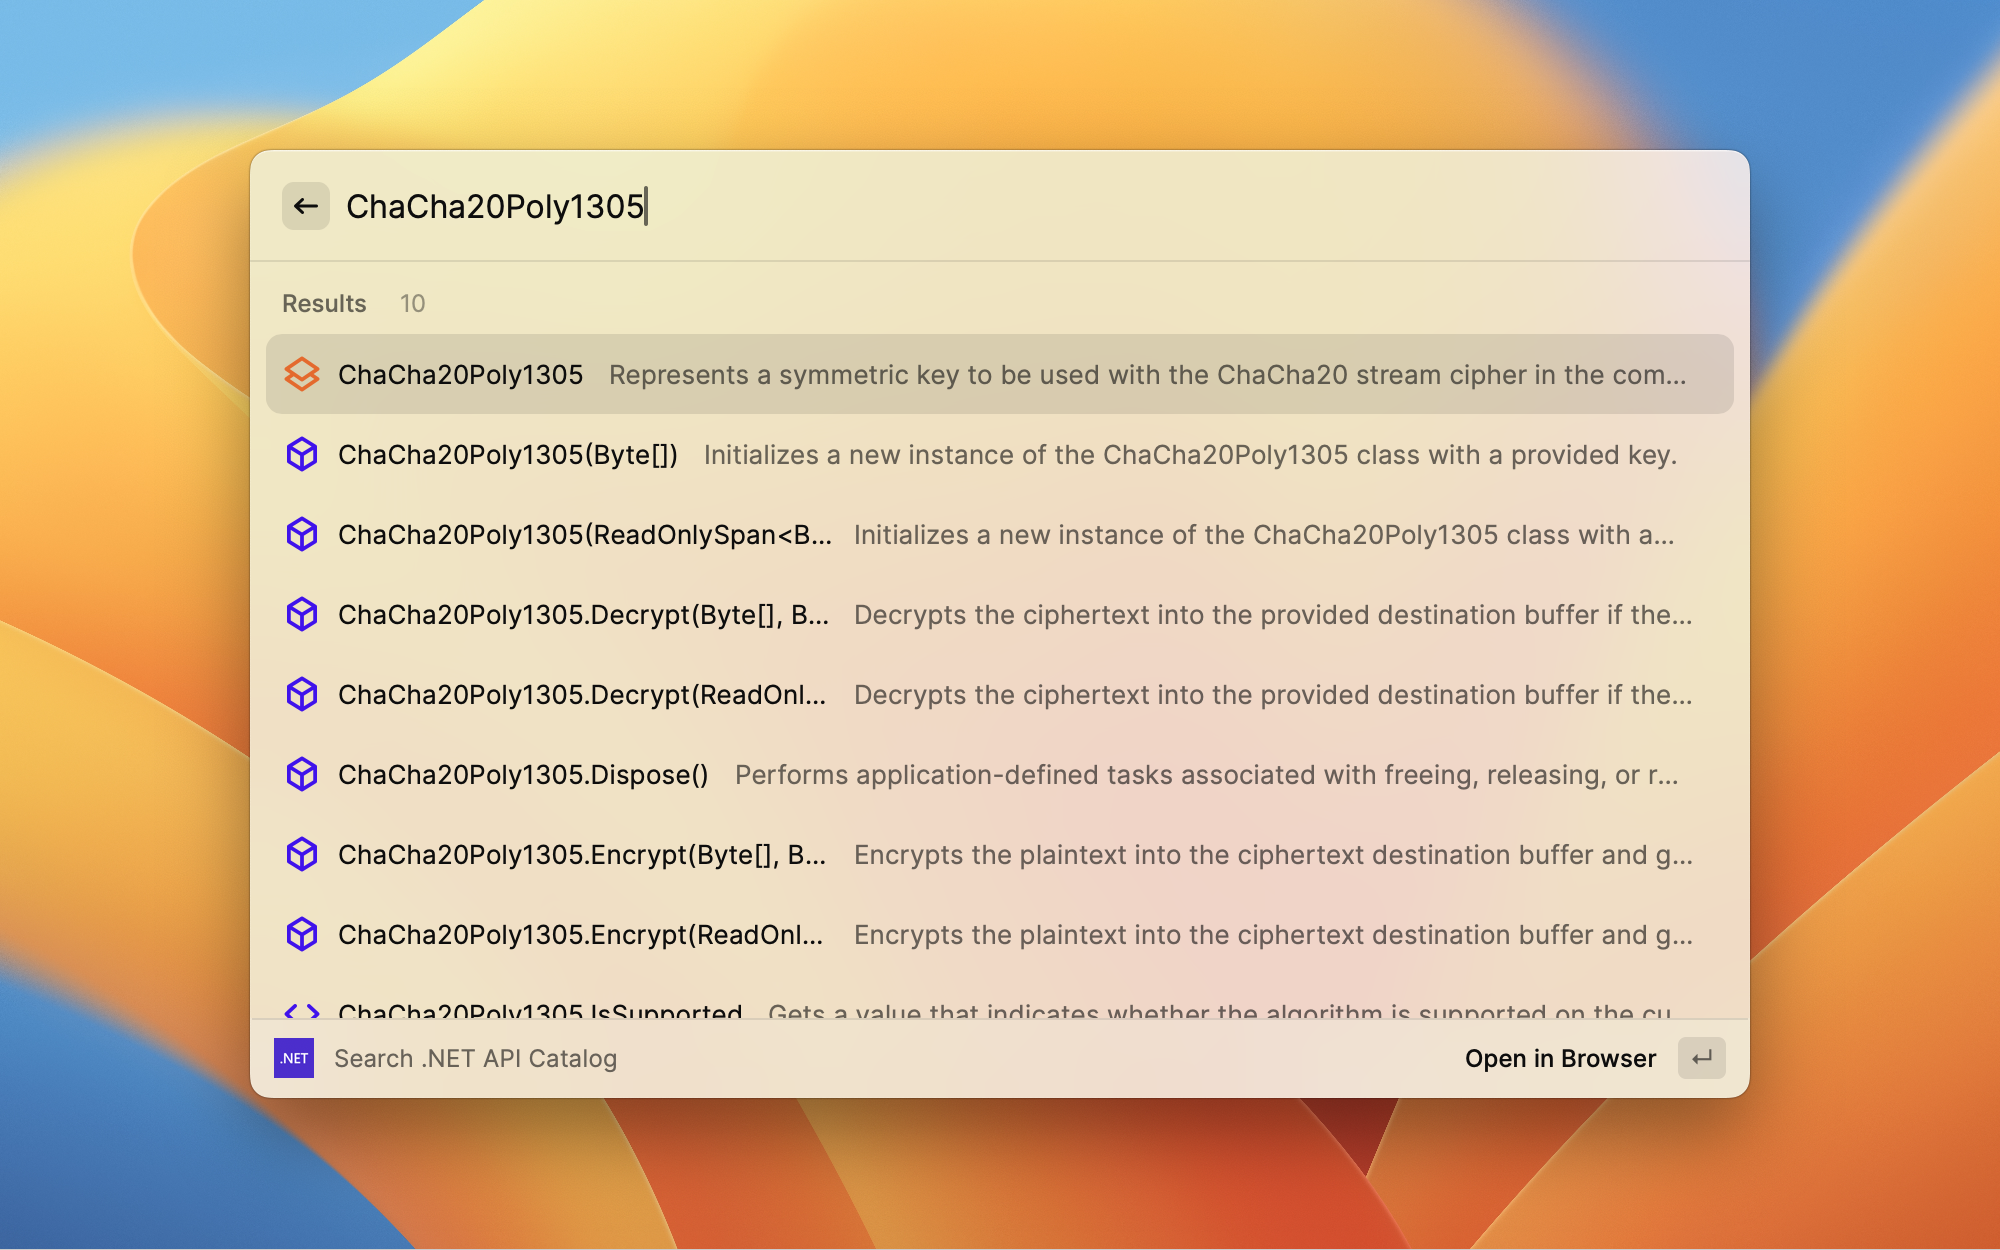 ChaCha20Poly1305
Results 10
ChaCha20Poly1305 Represents a symmetric key to be used with the ChaCha20 stream cipher in the com...
ChaCha20Poly1305(Byte[]) Initializes a new instance of the ChaCha20Poly1305 class with a provided key.
ChaCha20Poly1305(ReadOnlySpan<B... Initializes a new instance of the ChaCha20Poly1305 class with a...
ChaCha20Poly1305.Decrypt(Byte[], B... Decrypts the ciphertext into the provided destination buffer if the...
ChaCha20Poly1305.Decrypt(ReadOnl... Decrypts the ciphertext into the provided destination buffer if the...
ChaCha20Poly1305.Dispose() Performs application-defined tasks associated with freeing, releasing, or r...
ChaCha20Poly1305.Encrypt(Byte[], B... Encrypts the plaintext into the ciphertext destination buffer and g...
ChaCha20Poly1305.Encrypt(ReadOnl... Encrypts the plaintext into the ciphertext destination buffer and g...
ChaCha20Poly1305.IsSupported Gets a value that indicates whether the algorithm is supported on the cu...
.NET Search .NET API Catalog Open in Browser